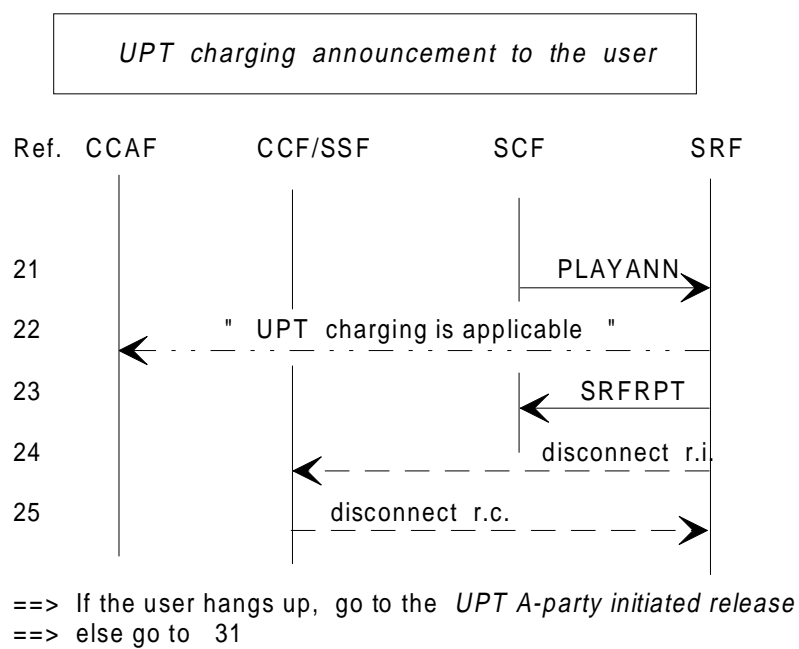 UPT charging announcement to the user
Ref. CCAF CCF/SSF SCF SRF
21 PLAYANN
22 " UPT charging is applicable "
23 SRFRPT
24 disconnect r.i.
25 disconnect r.c.
==> If the user hangs up, go to the UPT A-party initiated release
==> else go to 31